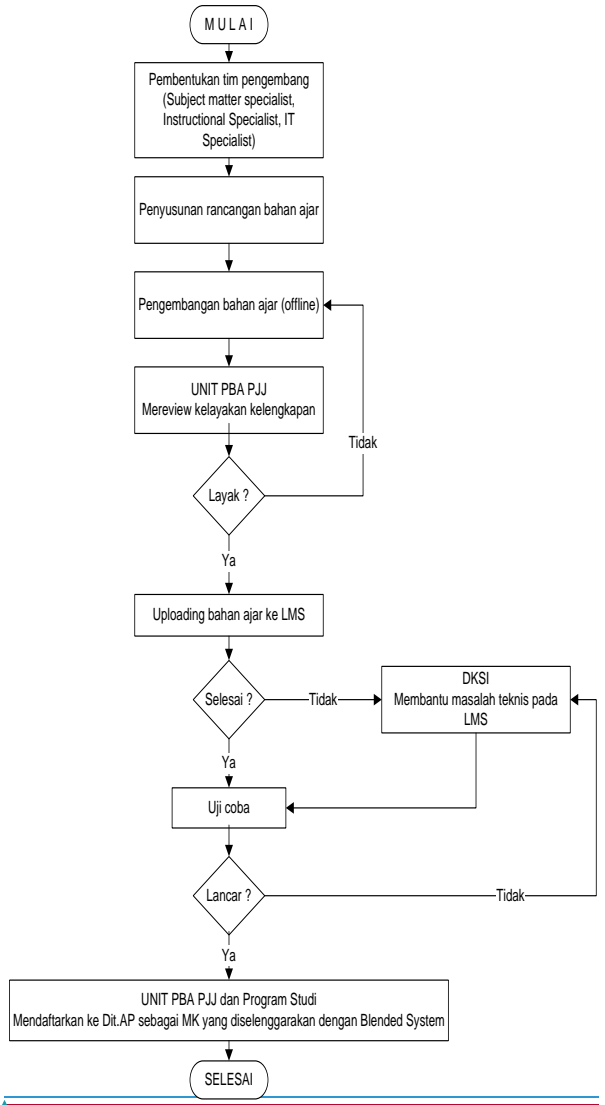 M U L A I
Pembentukan tim pengembang
(Subject matter specialist,
Instructional Specialist, IT
Specialist)
Penyusunan rancangan bahan ajar
Pengembangan bahan ajar (offline)
UNIT PBA PJJ
Mereview kelayakan kelengkapan
Tidak
Layak ?
Ya
Uploading bahan ajar ke LMS
Selesai ?
Tidak
DKSI
Membantu masalah teknis pada
LMS
Ya
Uji coba
Lancar ?
Tidak
Ya
UNIT PBA PJJ dan Program Studi
Mendaftarkan ke Dit.AP sebagai MK yang diselenggarakan dengan Blended System
SELESAI